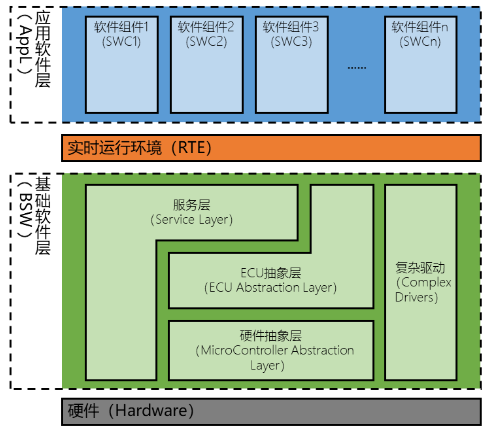 应用软件层
（AppL）
软件组件1
(SWC1)
软件组件2
(SWC2)
软件组件3
(SWC3)
......
软件组件n
(SWCn)
实时运行环境（RTE）
基础软件层
（BSW）
服务层
(Service Layer)
ECU抽象层
(ECU Abstraction Layer)
硬件抽象层
(MicroController Abstraction
Layer)
复杂驱动
(Complex
Drivers)
硬件（Hardware）